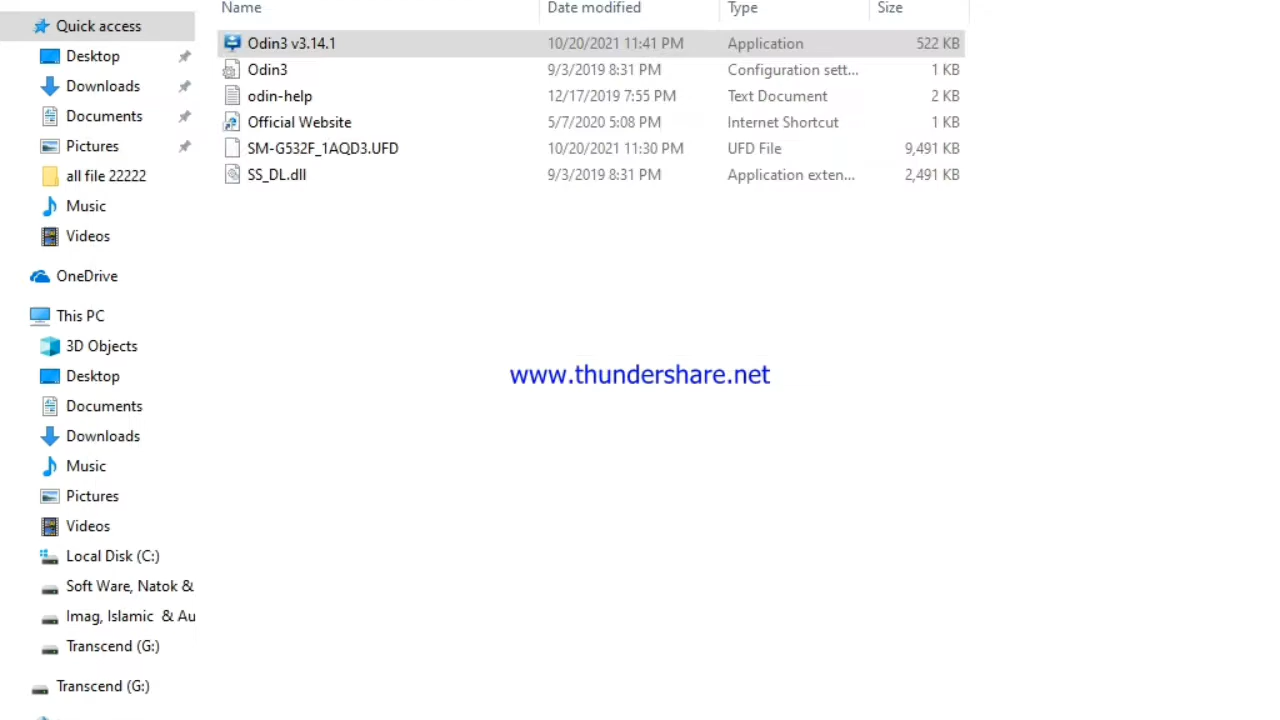 Name Date modified Type Size
Quick access
Desktop
Downloads
Documents
Pictures
all file 22222
Music
Videos
OneDrive
This PC
3D Objects
Desktop
Documents
Downloads
Music
Pictures
Videos
Local Disk (C:)
Soft Ware, Natok &
Imag, Islamic & Au
Transcend (G:)
Transcend (G:)
Odin3 v3.14.1 10/20/2021 11:41 PM Application 522 KB
Odin3 9/3/2019 8:31 PM Configuration sett... 1 KB
odin-help 12/17/2019 7:55 PM Text Document 2 KB
Official Website 5/7/2020 5:08 PM Internet Shortcut 1 KB
SM-G532F_1AQD3.UFD 10/20/2021 11:30 PM UFD File 9,491 KB
SS_DL.dll 9/3/2019 8:31 PM Application exten... 2,491 KB
www.thundershare.net